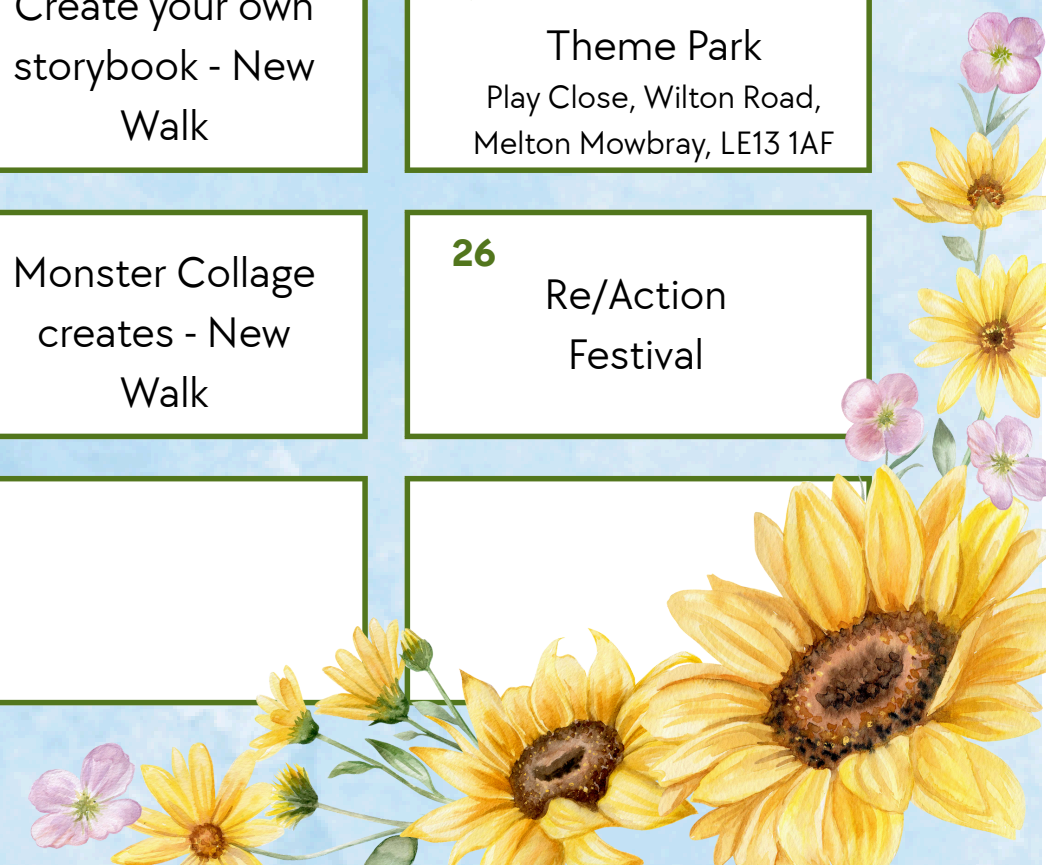 Create your own
storybook - New
Walk
Theme Park
Play Close, Wilton Road,
Melton Mowbray, LE13 1AF
Monster Collage
creates - New
Walk
26
Re/Action
Festival